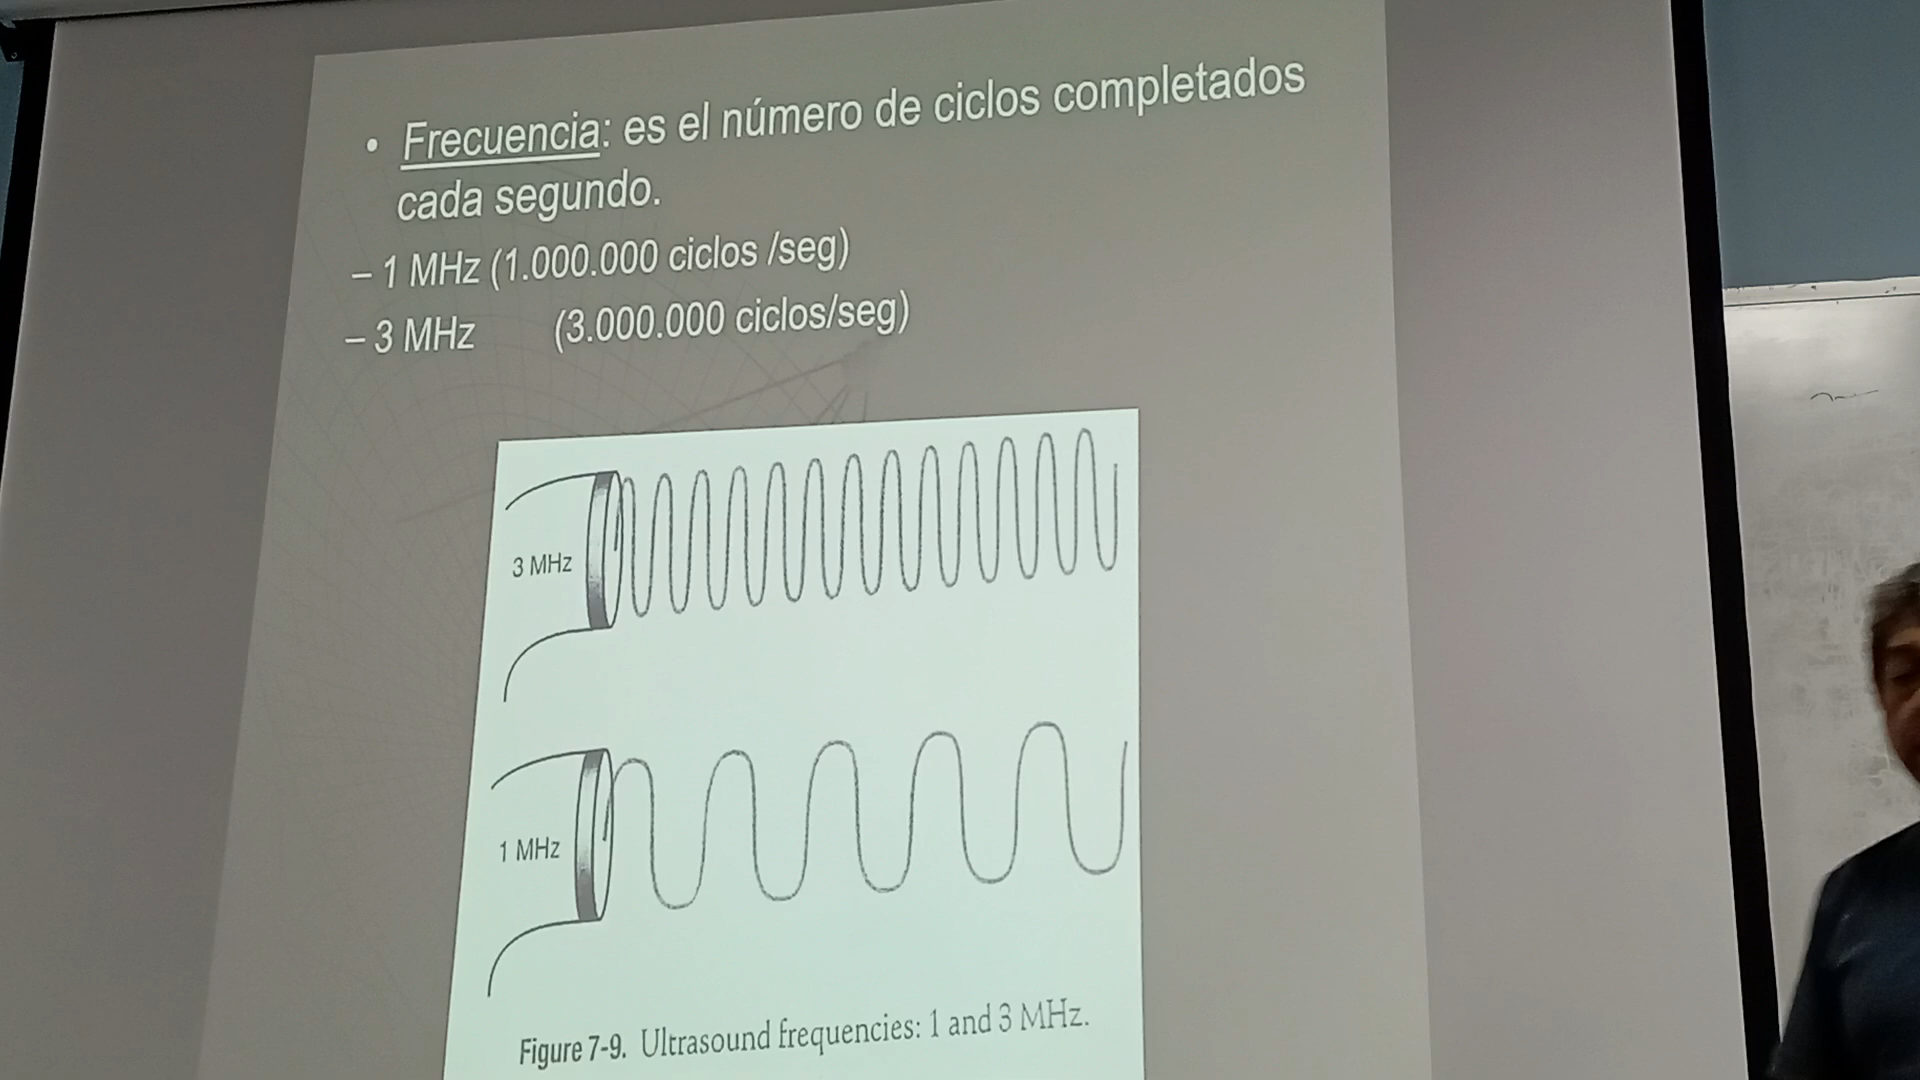 • Frecuencia: es el número de ciclos completados
cada segundo.
– 1 MHz (1.000.000 ciclos /seg)
– 3 MHz (3.000.000 ciclos/seg)
3 MHz
1 MHz
Figure 7-9. Ultrasound frequencies: 1 and 3 MHz.